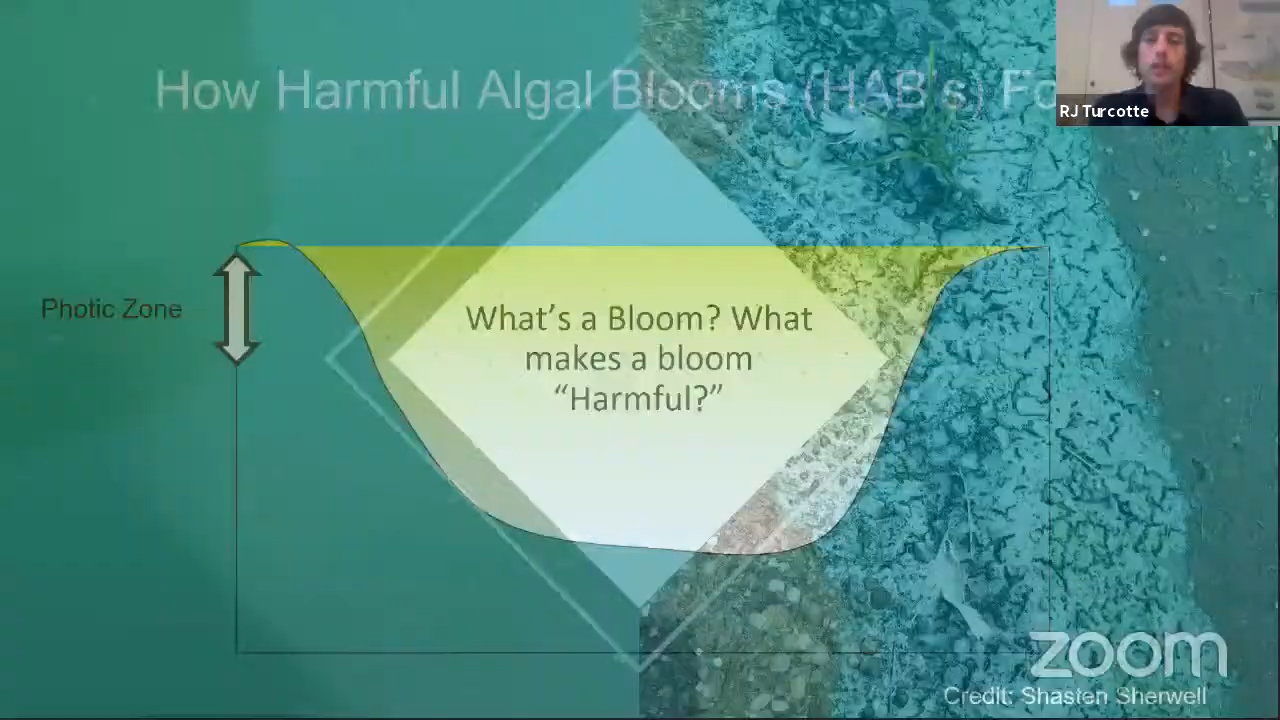 How Harmful Algal Blooms (HAB's) Fo
RJ Turcotte
Photic Zone
What's a Bloom? What
makes a bloom
“Harmful?”
zoom
Credit: Shasten Sherwell